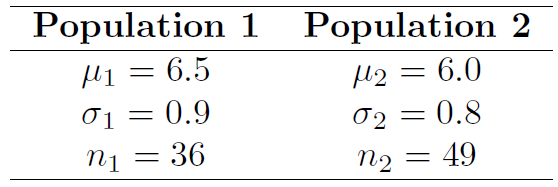 Population 1 Population 2
μ₁ = 6.5 μ₂ = 6.0
σ₁ = 0.9 σ₂ = 0.8
n₁ = 36 n₂ = 49